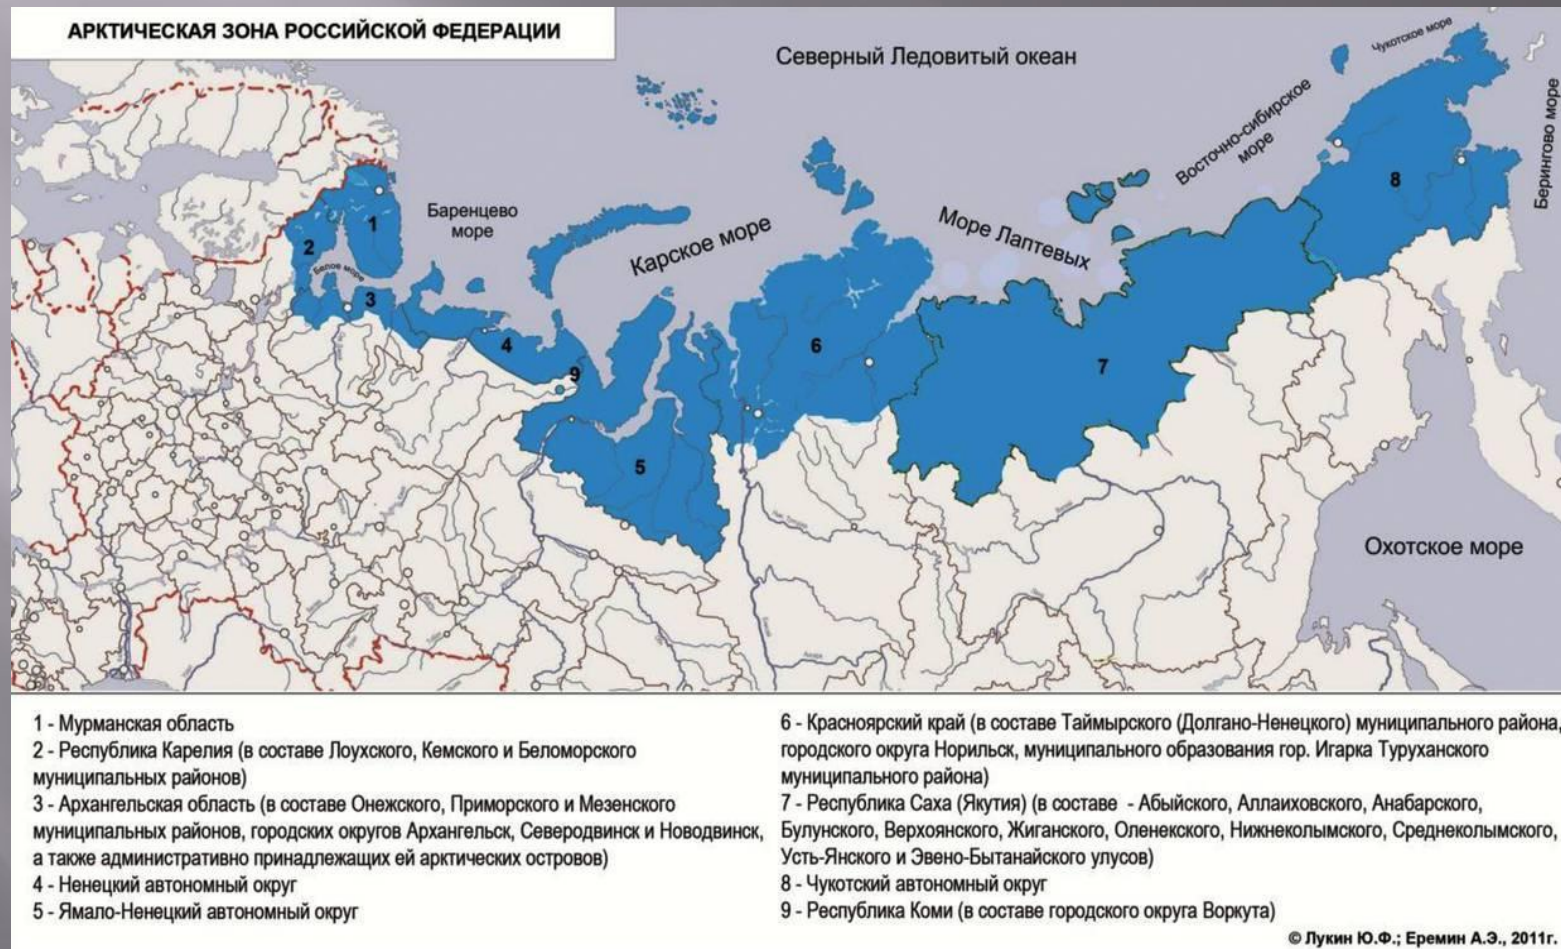 АРКТИЧЕСКАЯ ЗОНА РОССИЙСКОЙ ФЕДЕРАЦИИ
Северный Ледовитый океан
Чукотское море
Восточно-сибирское
море
Берингово море
Баренцево
море
Карское море
Море Лаптевых
Белое море
Охотское море
1
2
3
4
9
5
6
7
8
1 - Мурманская область
2 - Республика Карелия (в составе Лоухского, Кемского и Беломорского
муниципальных районов)
3 - Архангельская область (в составе Онежского, Приморского и Мезенского
муниципальных районов, городских округов Архангельск, Северодвинск и Новодвинск,
а также административно принадлежащих ей арктических островов)
4 - Ненецкий автономный округ
5 - Ямало-Ненецкий автономный округ
6 - Красноярский край (в составе Таймырского (Долгано-Ненецкого) муниципального района,
городского округа Норильск, муниципального образования гор. Игарка Туруханского
муниципального района)
7 - Республика Саха (Якутия) (в составе - Абыйского, Аллаиховского, Анабарского,
Булунского, Верхоянского, Жиганского, Оленекского, Нижнеколымского, Среднеколымского,
Усть-Янского и Эвено-Бытанайского улусов)
8 - Чукотский автономный округ
9 - Республика Коми (в составе городского округа Воркута)
© Лукин Ю.Ф.; Еремин А.Э., 2011г.